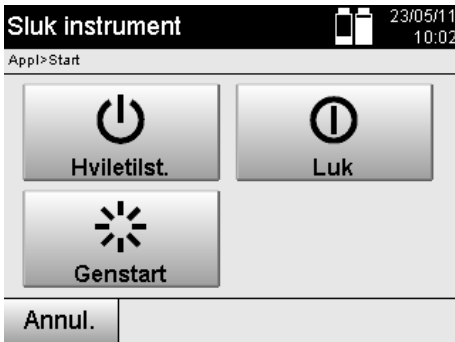 Sluk instrument
23/05/11
10:02
Appl>Start
Hviletilst.
Luk
Genstart
Annul.